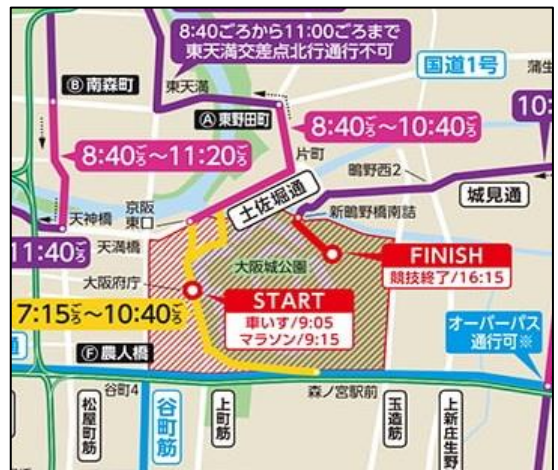 8:40ごろから11:00ごろまで
東天満交差点北行通行不可
国道1号
蒲生
Ⓑ南森町
東天満
Ⓐ東野田町
8:40ごろ〜10:40ごろ
10:
8:40ごろ〜11:20ごろ
片町
鴫野西2
城見通
土佐堀通
京阪
東口
新鴫野橋南詰
天神橋
11:40ごろ
天満橋
大阪城公園
FINISH
競技終了/16:15
大阪府庁
START
車いす/9:05
マラソン/9:15
7:15ごろ〜10:40ごろ
オーバーパス
通行可※
Ⓕ農人橋
通
谷町4
森ノ宮駅前
松屋町筋
谷町筋
上町筋
玉造筋
上新庄生野